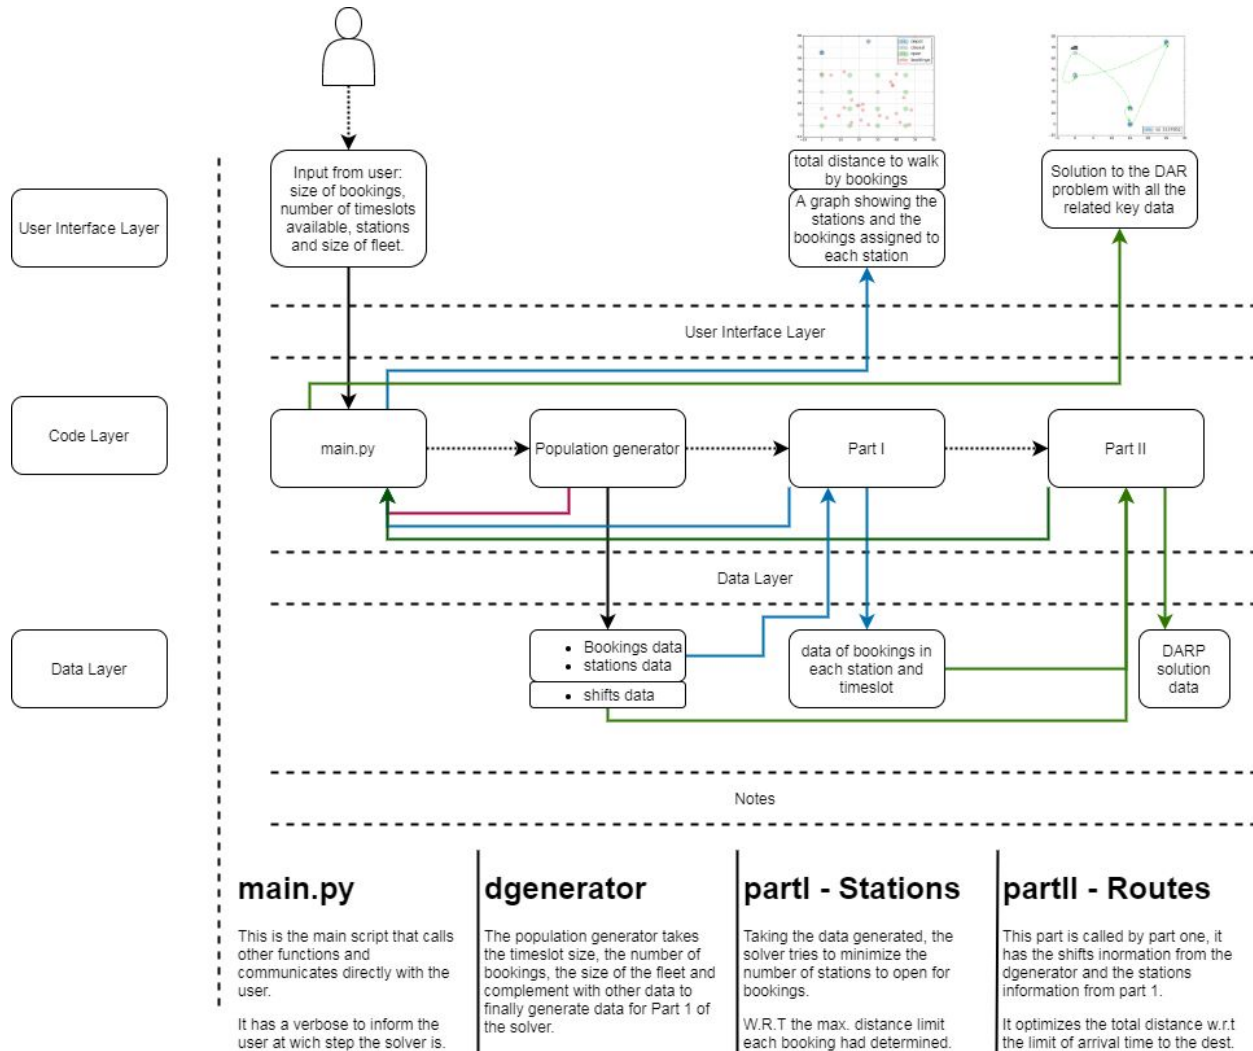 Input from user:
size of bookings,
number of timeslots
available, stations
and size of fleet.
total distance to walk
by bookings
A graph showing the
stations and the
bookings assigned to
each station
Solution to the DAR
problem with all the
related key data
User Interface Layer
User Interface Layer
Code Layer
main.py
Population generator
Part I
Part II
Data Layer
Data Layer
Bookings data
stations data
shifts data
data of bookings in
each station and
timeslot
DARP
solution
data
Notes
main.py
This is the main script that calls
other functions and
communicates directly with the
user.
It has a verbose to inform the
user at wich step the solver is.
dgenerator
The population generator takes
the timeslot size, the number of
bookings, the size of the fleet and
complement with other data to
finally generate data for Part 1 of
the solver.
partI - Stations
Taking the data generated, the
solver tries to minimize the
number of stations to open for
bookings.
W.R.T the max. distance limit
each booking had determined.
partII - Routes
This part is called by part one, it
has the shifts inormation from the
dgenerator and the stations
information from part 1.
It optimizes the total distance w.r.t
the limit of arrival time to the dest.